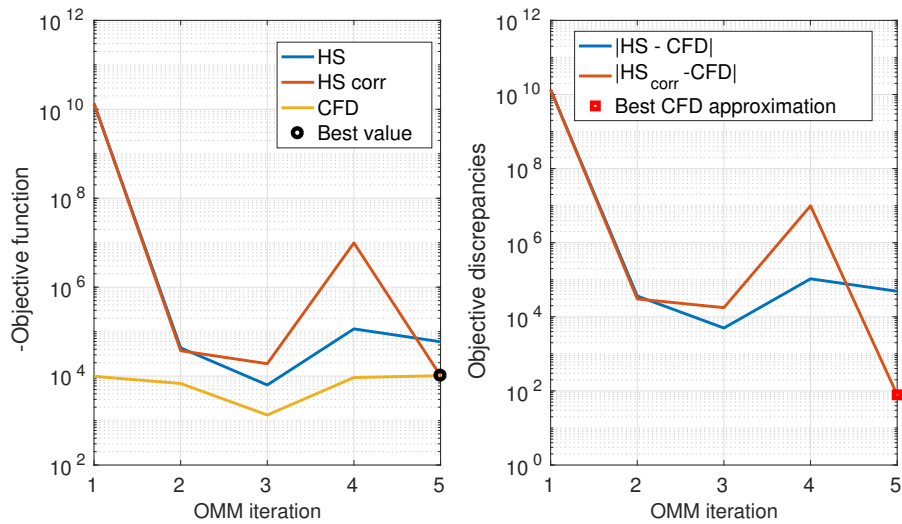 10^12
10^10
10^8
10^6
10^4
10^2
-Objective function
1 2 3 4 5
OMM iteration
HS
HS corr
CFD
Best value
10^12
10^10
10^8
10^6
10^4
10^2
10^0
Objective discrepancies
1 2 3 4 5
OMM iteration
|HS - CFD|
|HS_corr -CFD|
Best CFD approximation